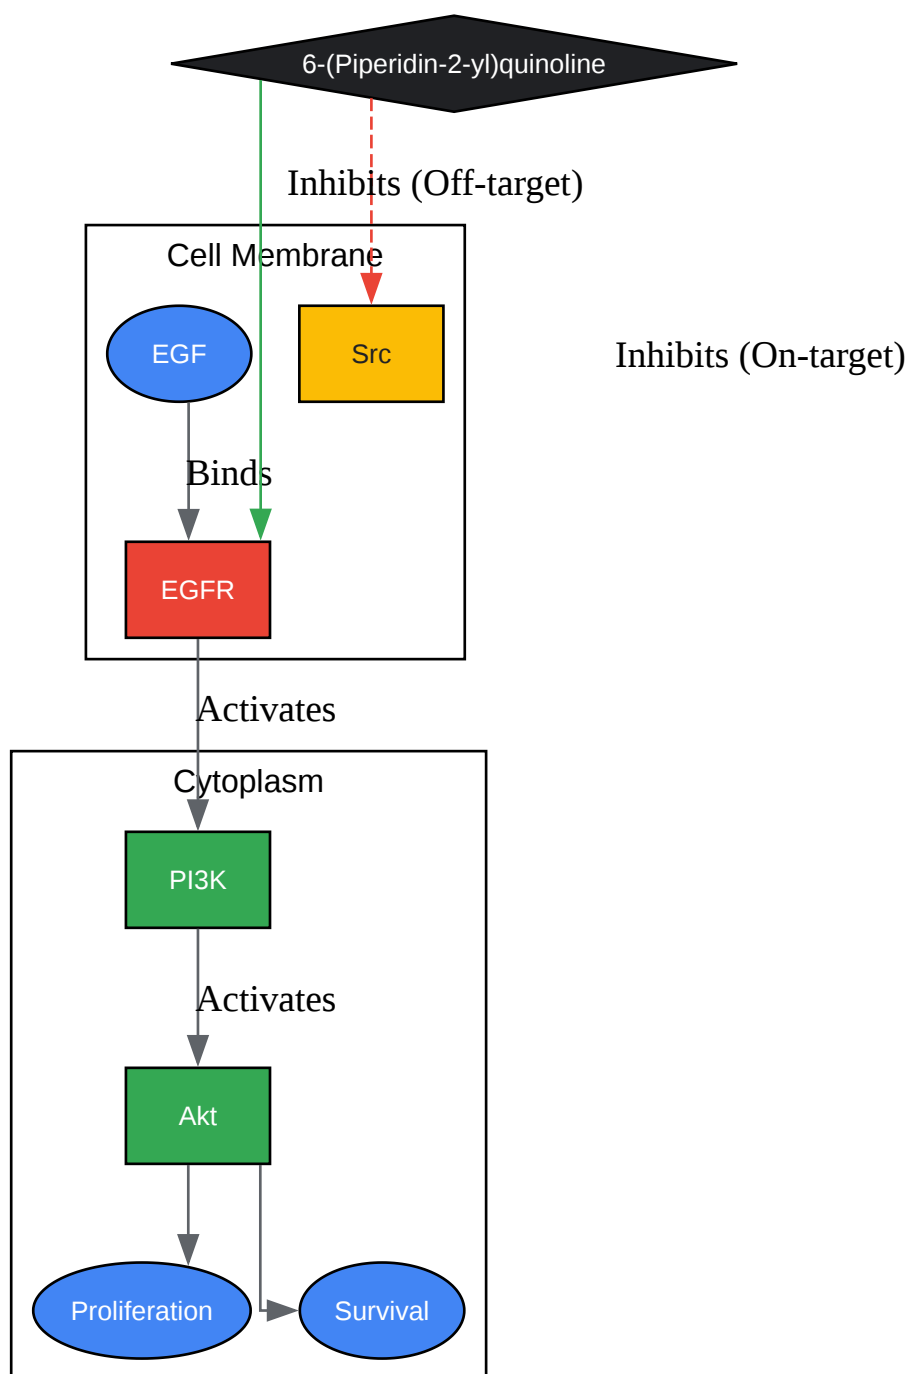 6-(Piperidin-2-yl)quinoline
Inhibits (Off-target)
Cell Membrane
EGF
Src
Inhibits (On-target)
Binds
EGFR
Activates
Cytoplasm
PI3K
Activates
Akt
Proliferation
Survival